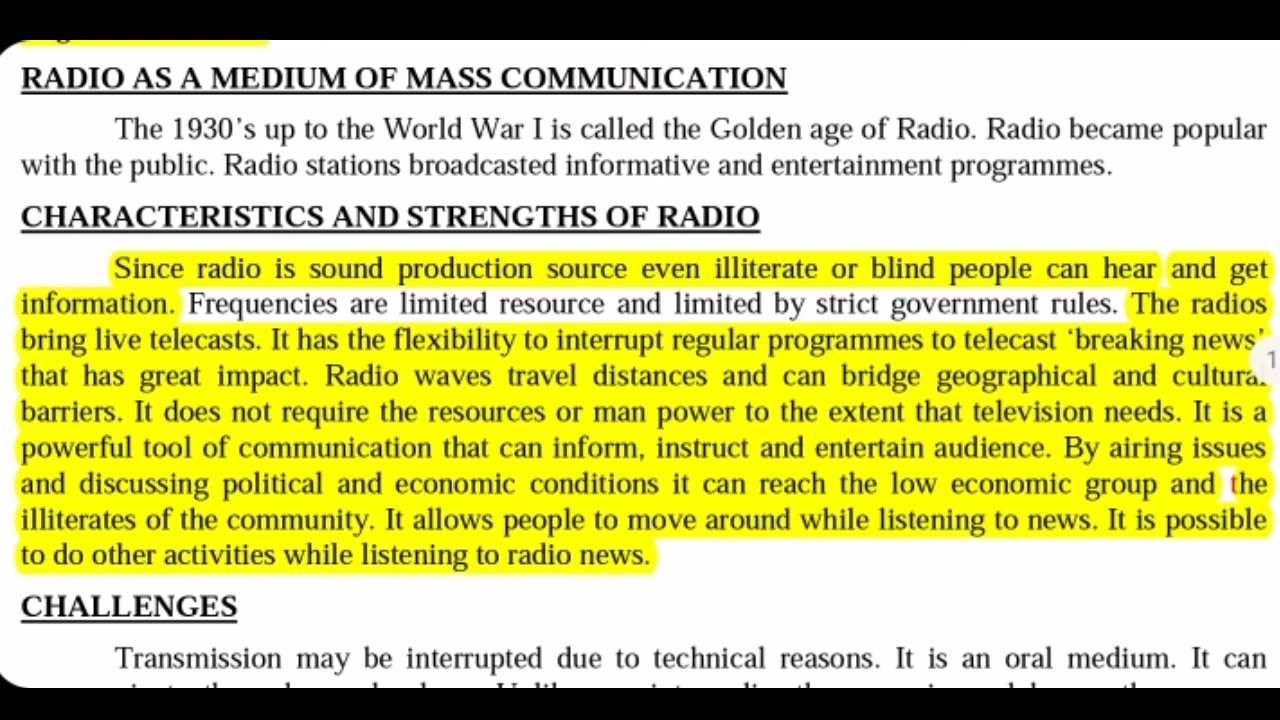 RADIO AS A MEDIUM OF MASS COMMUNICATION
The 1930's up to the World War I is called the Golden age of Radio. Radio became popular
with the public. Radio stations broadcasted informative and entertainment programmes.
CHARACTERISTICS AND STRENGTHS OF RADIO
Since radio is sound production source even illiterate or blind people can hear and get
information. Frequencies are limited resource and limited by strict government rules. The radios
bring live telecasts. It has the flexibility to interrupt regular programmes to telecast ‘breaking news’
1
that has great impact. Radio waves travel distances and can bridge geographical and cultural
barriers. It does not require the resources or man power to the extent that television needs. It is a
powerful tool of communication that can inform, instruct and entertain audience. By airing issues
and discussing political and economic conditions it can reach the low economic group and the
illiterates of the community. It allows people to move around while listening to news. It is possible
to do other activities while listening to radio news.
CHALLENGES
Transmission may be interrupted due to technical reasons. It is an oral medium. It can